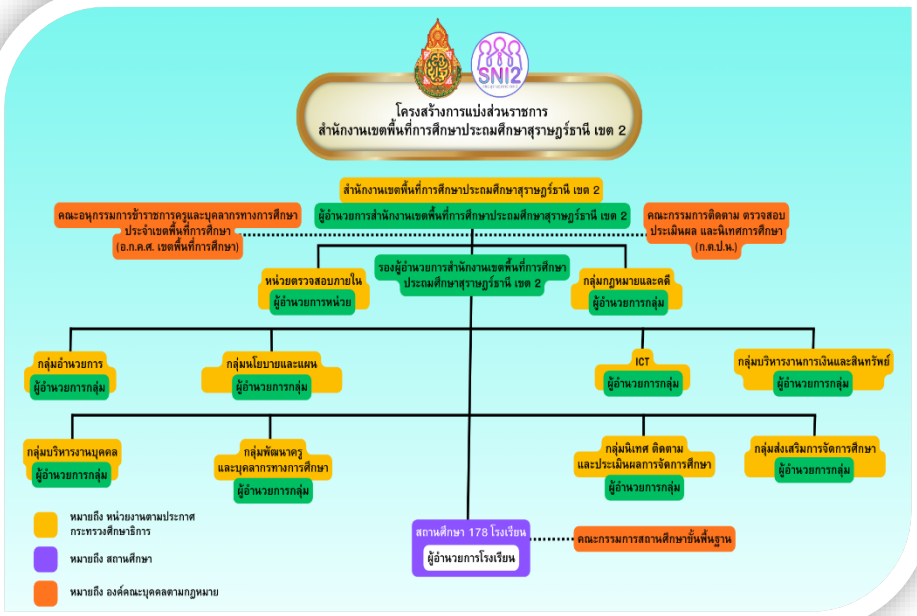 SNI2
โครงสร้างการแบ่งส่วนราชการ
สำนักงานเขตพื้นที่การศึกษาประถมศึกษาสุราษฎร์ธานี เขต 2
สำนักงานเขตพื้นที่การศึกษาประถมศึกษาสุราษฎร์ธานี เขต 2
ผู้อำนวยการสำนักงานเขตพื้นที่การศึกษาประถมศึกษาสุราษฎร์ธานี เขต 2
คณะอนุกรรมการข้าราชการครูและบุคลากรทางการศึกษา
ประจำเขตพื้นที่การศึกษา
(อ.ก.ค.ศ. เขตพื้นที่การศึกษา)
คณะกรรมการติดตาม ตรวจสอบ
ประเมินผล และนิเทศการศึกษา
(ก.ต.ป.น.)
หน่วยตรวจสอบภายใน
ผู้อำนวยการหน่วย
รองผู้อำนวยการสำนักงานเขตพื้นที่การศึกษา
ประถมศึกษาสุราษฎร์ธานี เขต 2
กลุ่มกฎหมายและคดี
ผู้อำนวยการกลุ่ม
กลุ่มอำนวยการ
ผู้อำนวยการกลุ่ม
กลุ่มนโยบายและแผน
ผู้อำนวยการกลุ่ม
ICT
ผู้อำนวยการกลุ่ม
กลุ่มบริหารงานการเงินและสินทรัพย์
ผู้อำนวยการกลุ่ม
กลุ่มบริหารงานบุคคล
ผู้อำนวยการกลุ่ม
กลุ่มพัฒนาครู
และบุคลากรทางการศึกษา
ผู้อำนวยการกลุ่ม
กลุ่มนิเทศ ติดตาม
และประเมินผลการจัดการศึกษา
ผู้อำนวยการกลุ่ม
กลุ่มส่งเสริมการจัดการศึกษา
ผู้อำนวยการกลุ่ม
สถานศึกษา 178 โรงเรียน
ผู้อำนวยการโรงเรียน
คณะกรรมการสถานศึกษาขั้นพื้นฐาน
หมายถึง หน่วยงานตามประกาศ
กระทรวงศึกษาธิการ
หมายถึง สถานศึกษา
หมายถึง องค์คณะบุคคลตามกฎหมาย